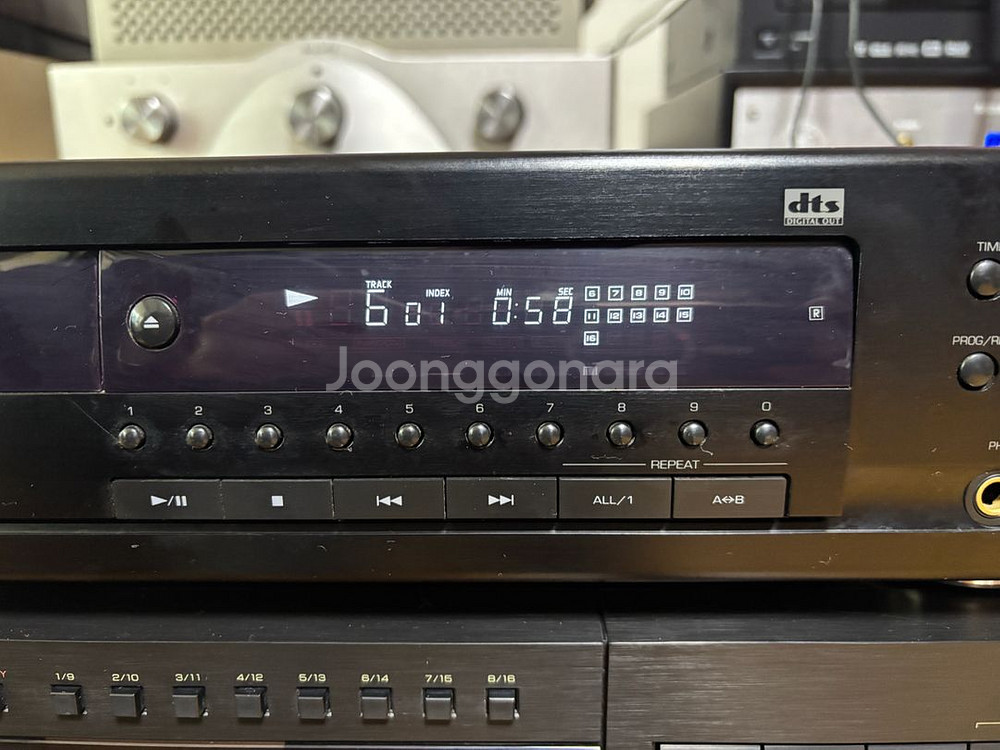 dts
DIGITAL OUT
TIM
TRACK INDEX MIN SEC
6 01 0:58 6 7 8 9 10
11 12 13 14 15
16
R
PROG/R
Joonggonara
1 2 3 4 5 6 7 8 9 0
REPEAT
PH
ALL/1 A↔B
Y 1/9 2/10 3/11 4/12 5/13 6/14 7/15 8/16